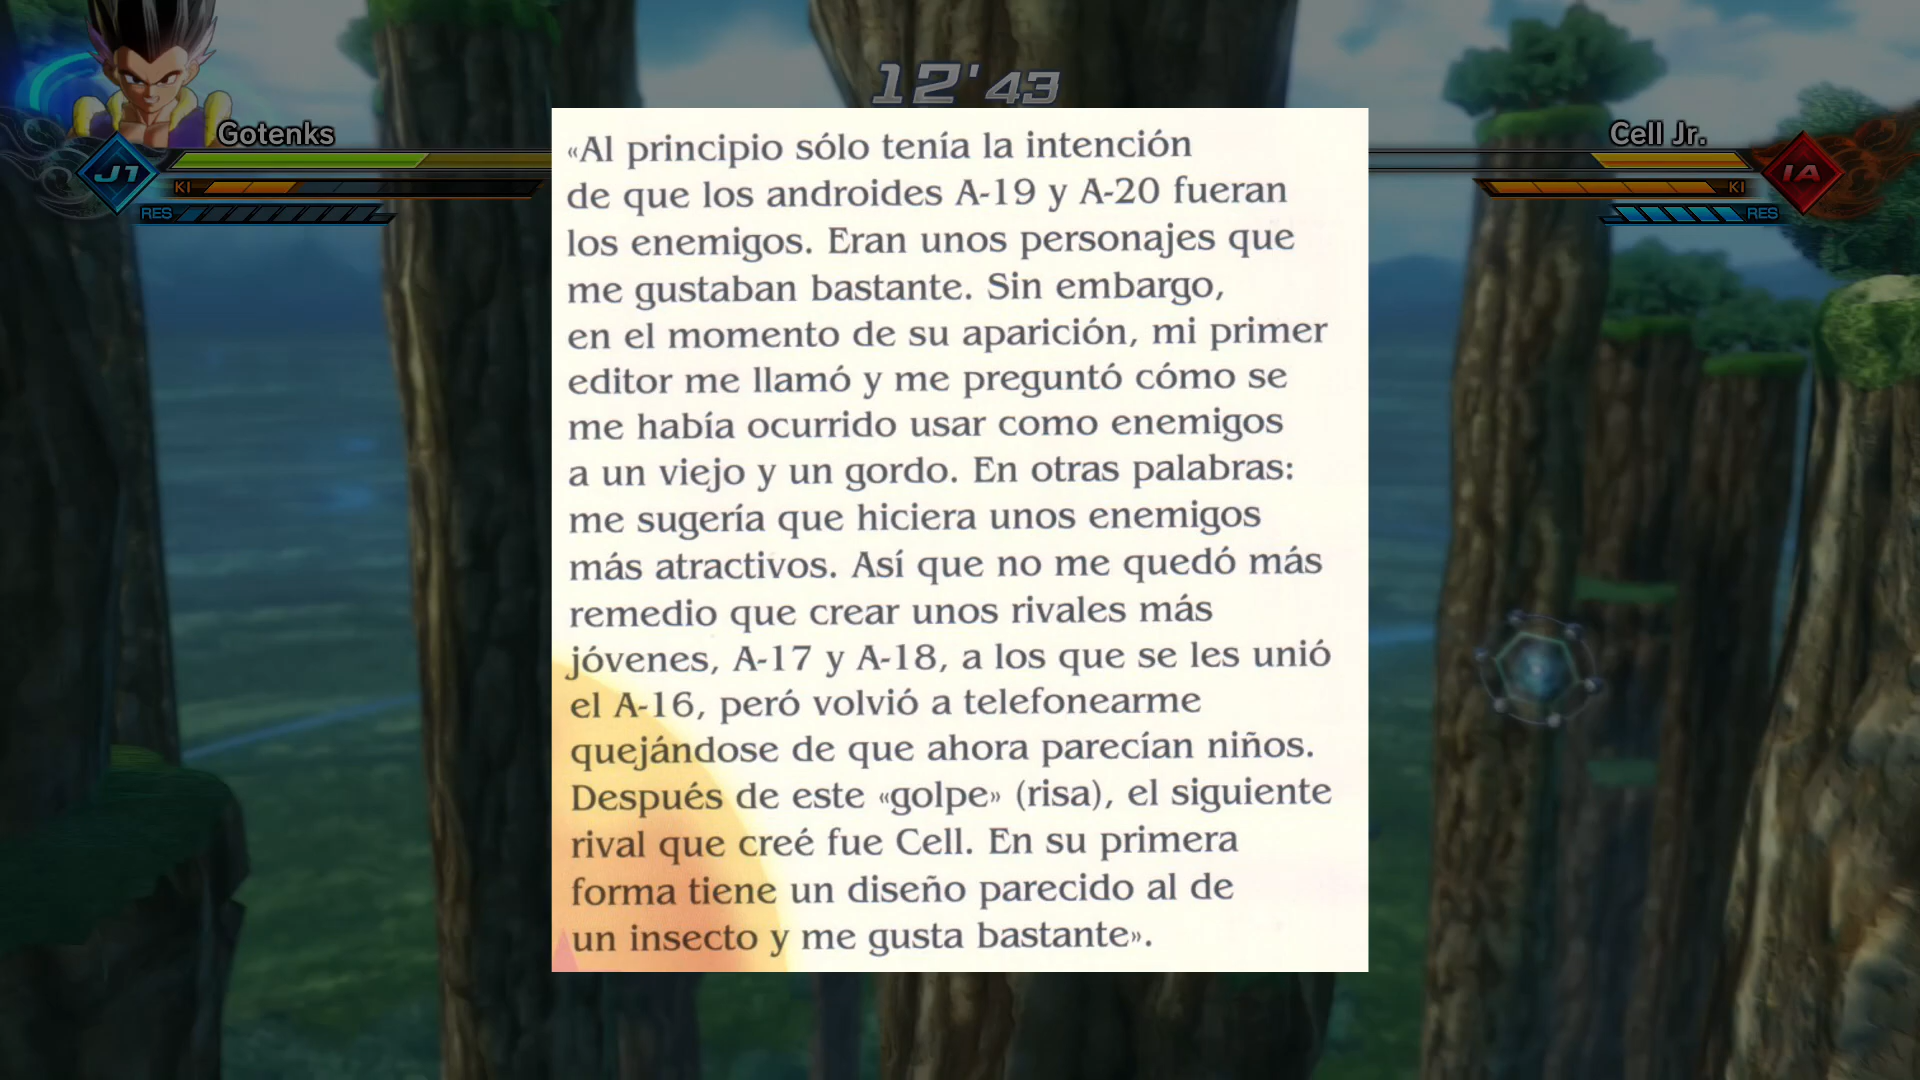 12'43
Gotenks
Cell Jr.
J1
KI
RES
KI
IA
RES
«Al principio sólo tenía la intención
de que los androides A-19 y A-20 fueran
los enemigos. Eran unos personajes que
me gustaban bastante. Sin embargo,
en el momento de su aparición, mi primer
editor me llamó y me preguntó cómo se
me había ocurrido usar como enemigos
a un viejo y un gordo. En otras palabras:
me sugería que hiciera unos enemigos
más atractivos. Así que no me quedó más
remedio que crear unos rivales más
jóvenes, A-17 y A-18, a los que se les unió
el A-16, peró volvió a telefonearme
quejándose de que ahora parecían niños.
Después de este «golpe» (risa), el siguiente
rival que creé fue Cell. En su primera
forma tiene un diseño parecido al de
un insecto y me gusta bastante».